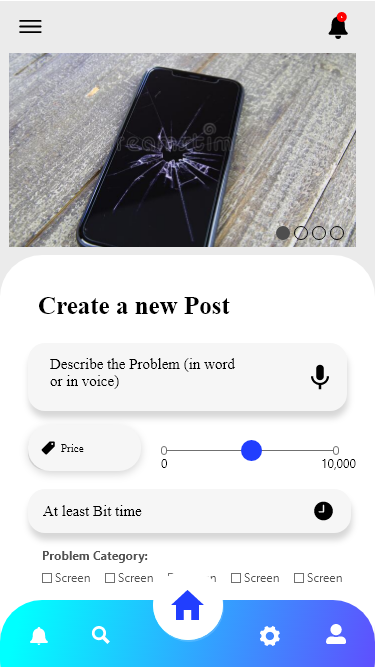 Create a new Post
Describe the Problem (in word
or in voice)
Price
0
10,000
At least Bit time
Problem Category:
Screen
Screen
Screen
Screen